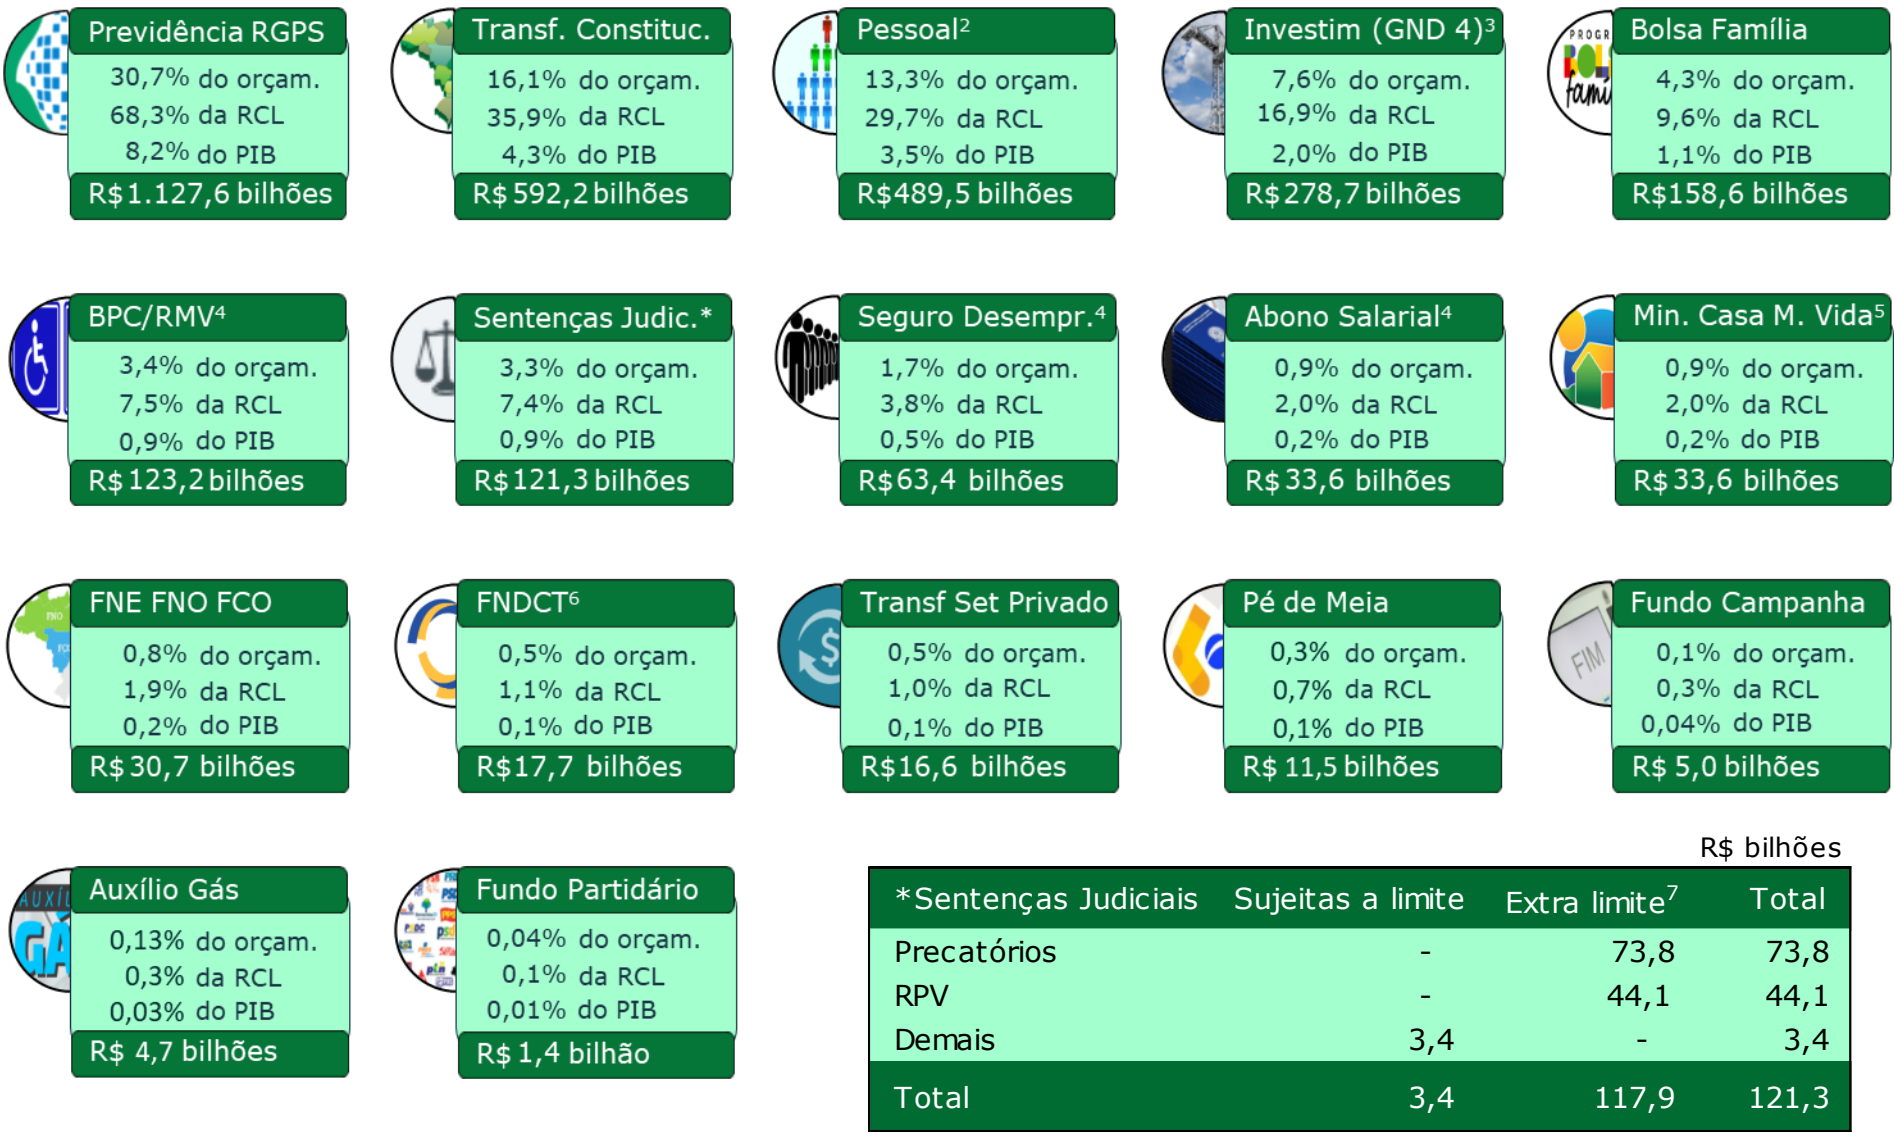 Previdência RGPS
30,7% do orçam.
68,3% da RCL
8,2% do PIB
R$1.127,6 bilhões
Transf. Constituc.
16,1% do orçam.
35,9% da RCL
4,3% do PIB
R$592,2 bilhões
Pessoal²
13,3% do orçam.
29,7% da RCL
3,5% do PIB
R$489,5 bilhões
Investim (GND 4)³
7,6% do orçam.
16,9% da RCL
2,0% do PIB
R$278,7 bilhões
PROGR
BOL
famí
Bolsa Família
4,3% do orçam.
9,6% da RCL
1,1% do PIB
R$158,6 bilhões
BPC/RMV⁴
3,4% do orçam.
7,5% da RCL
0,9% do PIB
R$123,2 bilhões
Sentenças Judic.*
3,3% do orçam.
7,4% da RCL
0,9% do PIB
R$121,3 bilhões
Seguro Desempr.⁴
1,7% do orçam.
3,8% da RCL
0,5% do PIB
R$63,4 bilhões
Abono Salarial⁴
0,9% do orçam.
2,0% da RCL
0,2% do PIB
R$33,6 bilhões
Min. Casa M. Vida⁵
0,9% do orçam.
2,0% da RCL
0,2% do PIB
R$33,6 bilhões
FNO
FCO
FNE FNO FCO
0,8% do orçam.
1,9% da RCL
0,2% do PIB
R$30,7 bilhões
FNDCT⁶
0,5% do orçam.
1,1% da RCL
0,1% do PIB
R$17,7 bilhões
$
Transf Set Privado
0,5% do orçam.
1,0% da RCL
0,1% do PIB
R$16,6 bilhões
Pé de Meia
0,3% do orçam.
0,7% da RCL
0,1% do PIB
R$ 11,5 bilhões
FIM
Fundo Campanha
0,1% do orçam.
0,3% da RCL
0,04% do PIB
R$ 5,0 bilhões
AUXÍL
GÁ
Auxílio Gás
0,13% do orçam.
0,3% da RCL
0,03% do PIB
R$ 4,7 bilhões
Fundo Partidário
0,04% do orçam.
0,1% da RCL
0,01% do PIB
R$ 1,4 bilhão
R$ bilhões
*Sentenças Judiciais Sujeitas a limite Extra limite⁷ Total
Precatórios - 73,8 73,8
RPV - 44,1 44,1
Demais 3,4 - 3,4
Total 3,4 117,9 121,3